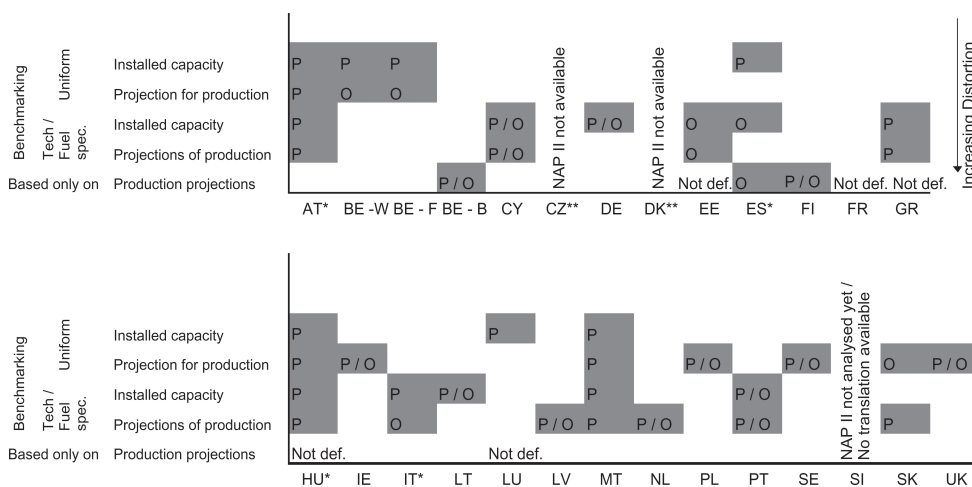 Benchmarking
Uniform
Tech /
Fuel
spec.
Installed capacity P P P P
Projection for production P O O
Installed capacity P P / O P / O O O P
Projections of production P P / O O P
Based only on Production projections P / O Not def. O P / O Not def. Not def.
NAP II not available
NAP II not available
Increasing Distortion
AT* BE -W BE - F BE - B CY CZ** DE DK** EE ES* FI FR GR
Benchmarking
Uniform
Tech /
Fuel
spec.
Installed capacity P P P
Projection for production P P / O P P / O P / O O P / O
Installed capacity P P P / O P P / O
Projections of production P O P / O P P / O P / O P
Based only on Production projections Not def. Not def.
NAP II not analysed yet /
No translation available
HU* IE IT* LT LU LV MT NL PL PT SE SI SK UK